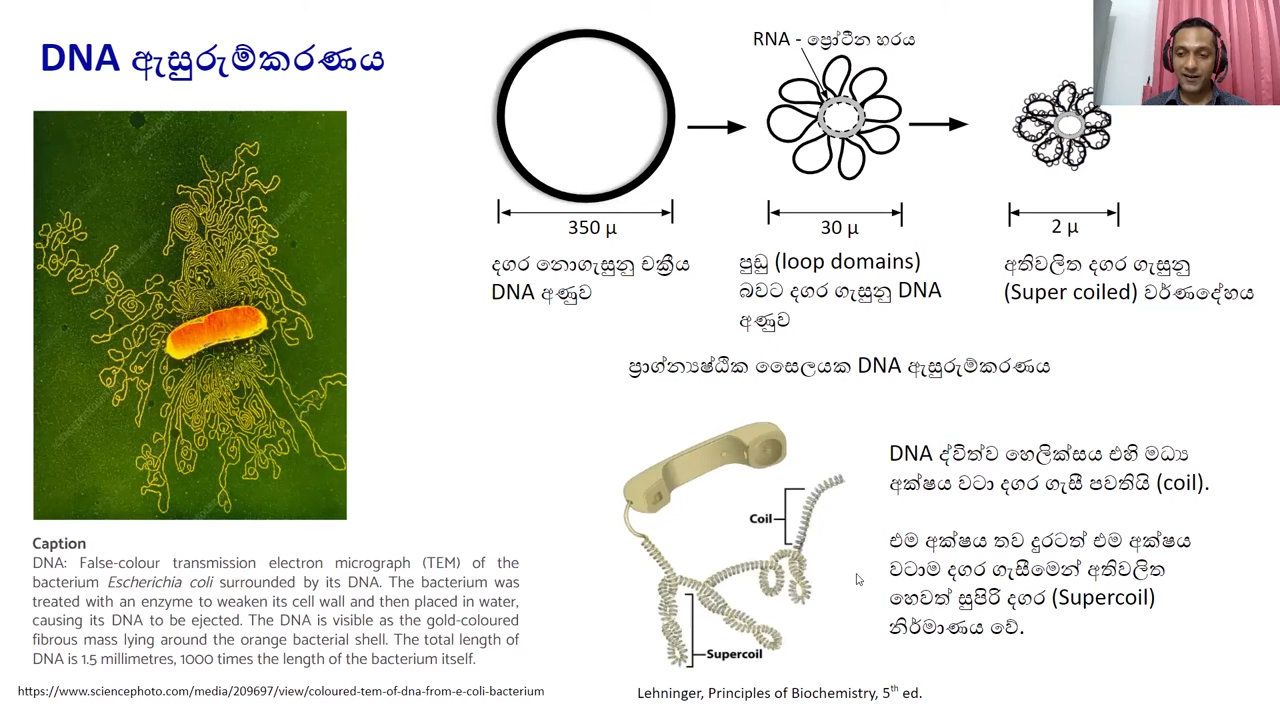 DNA ඇසුරුම්කරණය
RNA - ප්‍රෝටීන හරය
350 μ
30 μ
2 μ
දඟර නොගැසුනු චක්‍රීය
DNA අණුව
පුඩු (loop domains)
බවට දඟර ගැසුනු DNA
අණුව
අතිවලිත දඟර ගැසුනු
(Super coiled) වර්ණදේහය
ප්‍රාග්න්‍යෂ්ඨික සෛලයක DNA ඇසුරුම්කරණය
Coil
Supercoil
DNA ද්විත්ව හෙලික්සය එහි මධ්‍ය
අක්ෂය වටා දඟර ගැසී පවතියි (coil).
එම අක්ෂය තව දුරටත් එම අක්ෂය
වටාම දඟර ගැසීමෙන් අතිවලිත
හෙවත් සුපිරි දඟර (Supercoil)
නිර්මාණය වේ.
Caption
DNA: False-colour transmission electron micrograph (TEM) of the
bacterium Escherichia coli surrounded by its DNA. The bacterium was
treated with an enzyme to weaken its cell wall and then placed in water,
causing its DNA to be ejected. The DNA is visible as the gold-coloured
fibrous mass lying around the orange bacterial shell. The total length of
DNA is 1.5 millimetres, 1000 times the length of the bacterium itself.
https://www.sciencephoto.com/media/209697/view/coloured-tem-of-dna-from-e-coli-bacterium
Lehninger, Principles of Biochemistry, 5th ed.